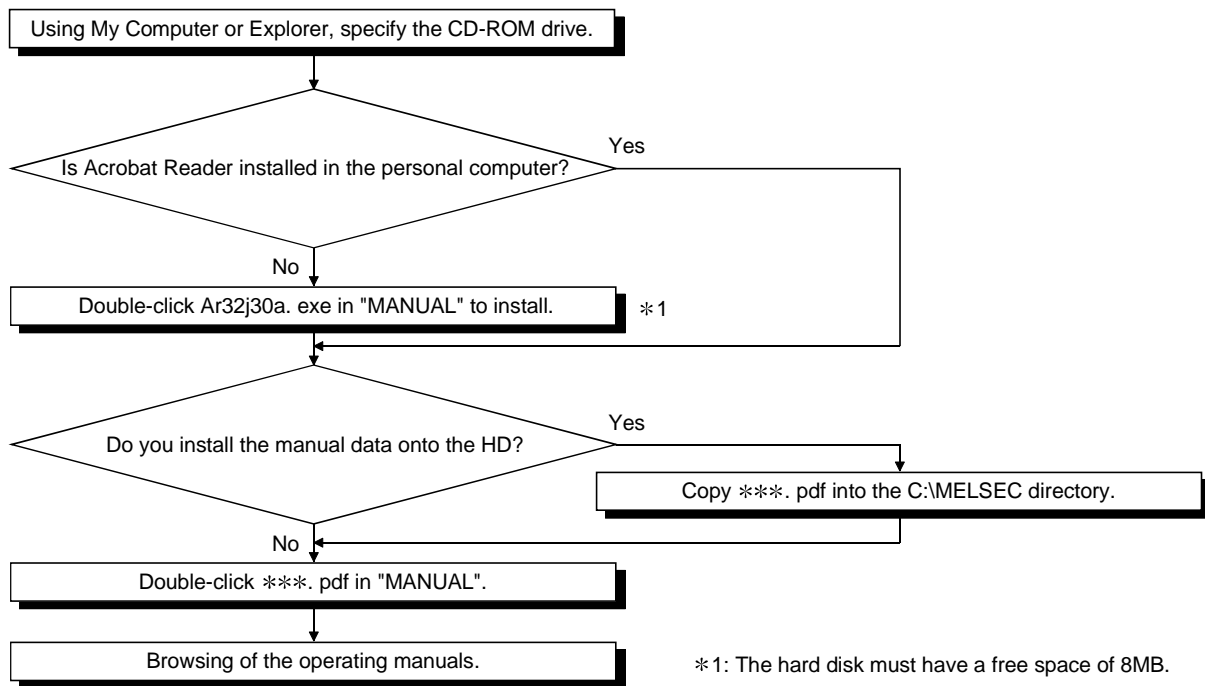 Using My Computer or Explorer, specify the CD-ROM drive.
Is Acrobat Reader installed in the personal computer?
Yes
No
Double-click Ar32j30a. exe in "MANUAL" to install.
*1
Do you install the manual data onto the HD?
Yes
Copy ***. pdf into the C:\MELSEC directory.
No
Double-click ***. pdf in "MANUAL".
Browsing of the operating manuals.
*1: The hard disk must have a free space of 8MB.